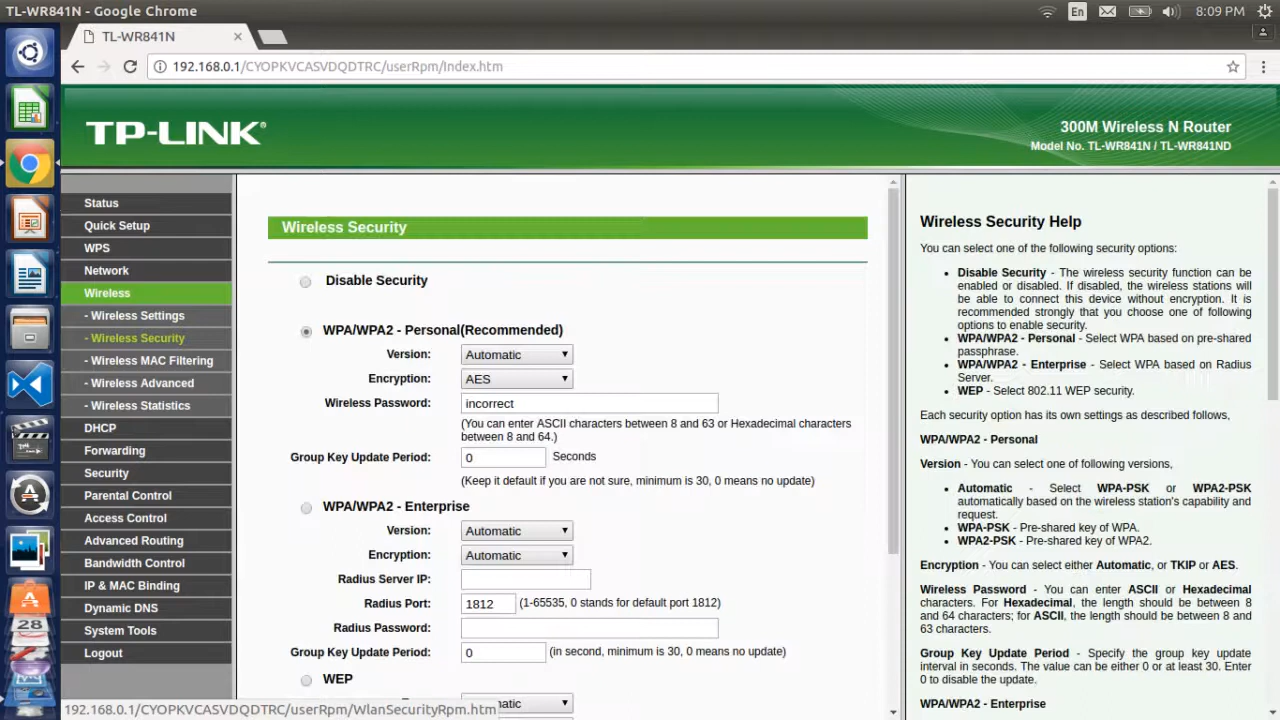 TL-WR841N - Google Chrome
En
8:09 PM
TL-WR841N
192.168.0.1/CYOPKVCASVDQDTRC/userRpm/Index.htm
TP-LINK®
300M Wireless N Router
Model No. TL-WR841N / TL-WR841ND
Status
Quick Setup
WPS
Network
Wireless
- Wireless Settings
- Wireless Security
- Wireless MAC Filtering
- Wireless Advanced
- Wireless Statistics
DHCP
Forwarding
Security
Parental Control
Access Control
Advanced Routing
Bandwidth Control
IP & MAC Binding
Dynamic DNS
System Tools
Logout
28
Wireless Security
Disable Security
WPA/WPA2 - Personal(Recommended)
Version: Automatic
Encryption: AES
Wireless Password: incorrect
(You can enter ASCII characters between 8 and 63 or Hexadecimal characters
between 8 and 64.)
Group Key Update Period: 0 Seconds
(Keep it default if you are not sure, minimum is 30, 0 means no update)
WPA/WPA2 - Enterprise
Version: Automatic
Encryption: Automatic
Radius Server IP:
Radius Port: 1812 (1-65535, 0 stands for default port 1812)
Radius Password:
Group Key Update Period: 0 (in second, minimum is 30, 0 means no update)
WEP
192.168.0.1/CYOPKVCASVDQDTRC/userRpm/WlanSecurityRpm.htm
Wireless Security Help
You can select one of the following security options:
• Disable Security - The wireless security function can be
enabled or disabled. If disabled, the wireless stations will
be able to connect this device without encryption. It is
recommended strongly that you choose one of following
options to enable security.
• WPA/WPA2 - Personal - Select WPA based on pre-shared
passphrase.
• WPA/WPA2 - Enterprise - Select WPA based on Radius
Server.
• WEP - Select 802.11 WEP security.
Each security option has its own settings as described follows,
WPA/WPA2 - Personal
Version - You can select one of following versions,
• Automatic - Select WPA-PSK or WPA2-PSK
automatically based on the wireless station's capability and
request.
• WPA-PSK - Pre-shared key of WPA.
• WPA2-PSK - Pre-shared key of WPA2.
Encryption - You can select either Automatic, or TKIP or AES.
Wireless Password - You can enter ASCII or Hexadecimal
characters. For Hexadecimal, the length should be between 8
and 64 characters; for ASCII, the length should be between 8 and
63 characters.
Group Key Update Period - Specify the group key update
interval in seconds. The value can be either 0 or at least 30. Enter
0 to disable the update.
WPA/WPA2 - Enterprise